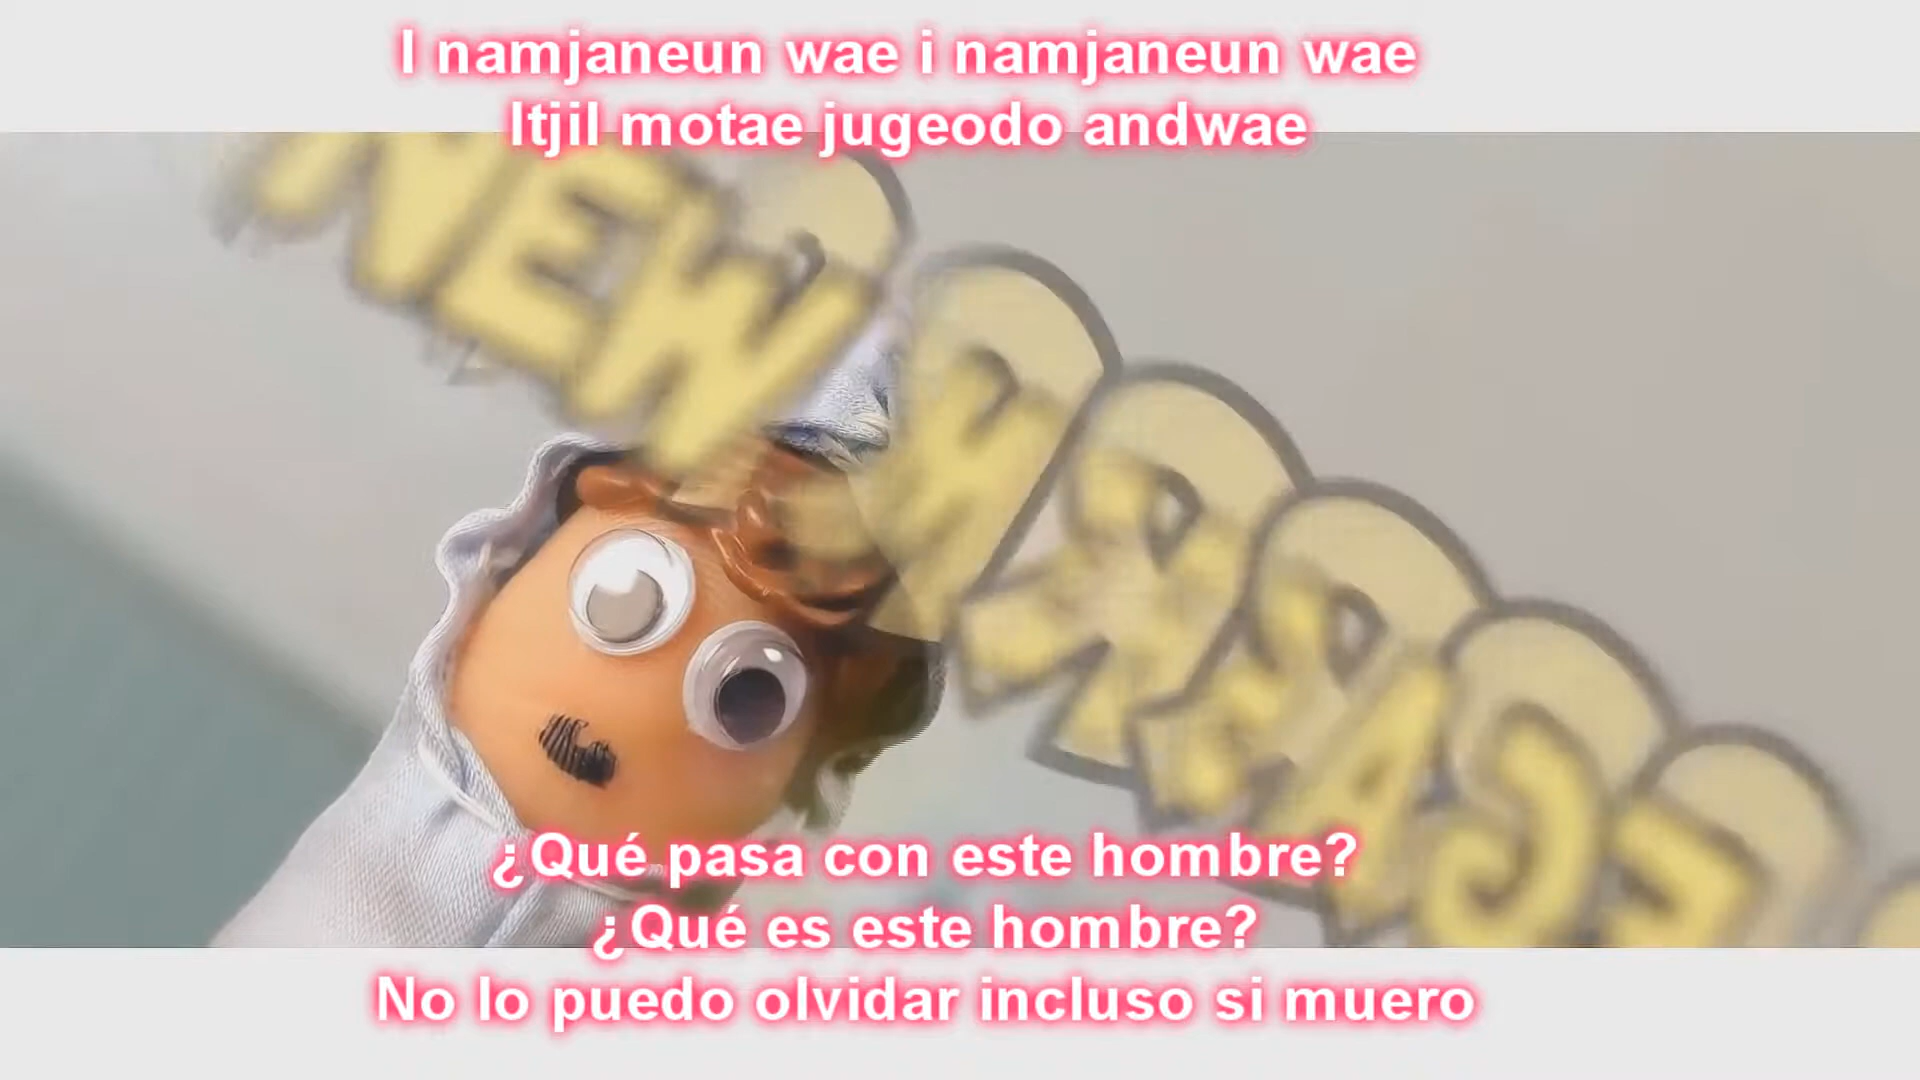 I namjaneun wae i namjaneun wae
Itjil motae jugeodo andwae
NEW
¿Qué pasa con este hombre?
¿Qué es este hombre?
No lo puedo olvidar incluso si muero